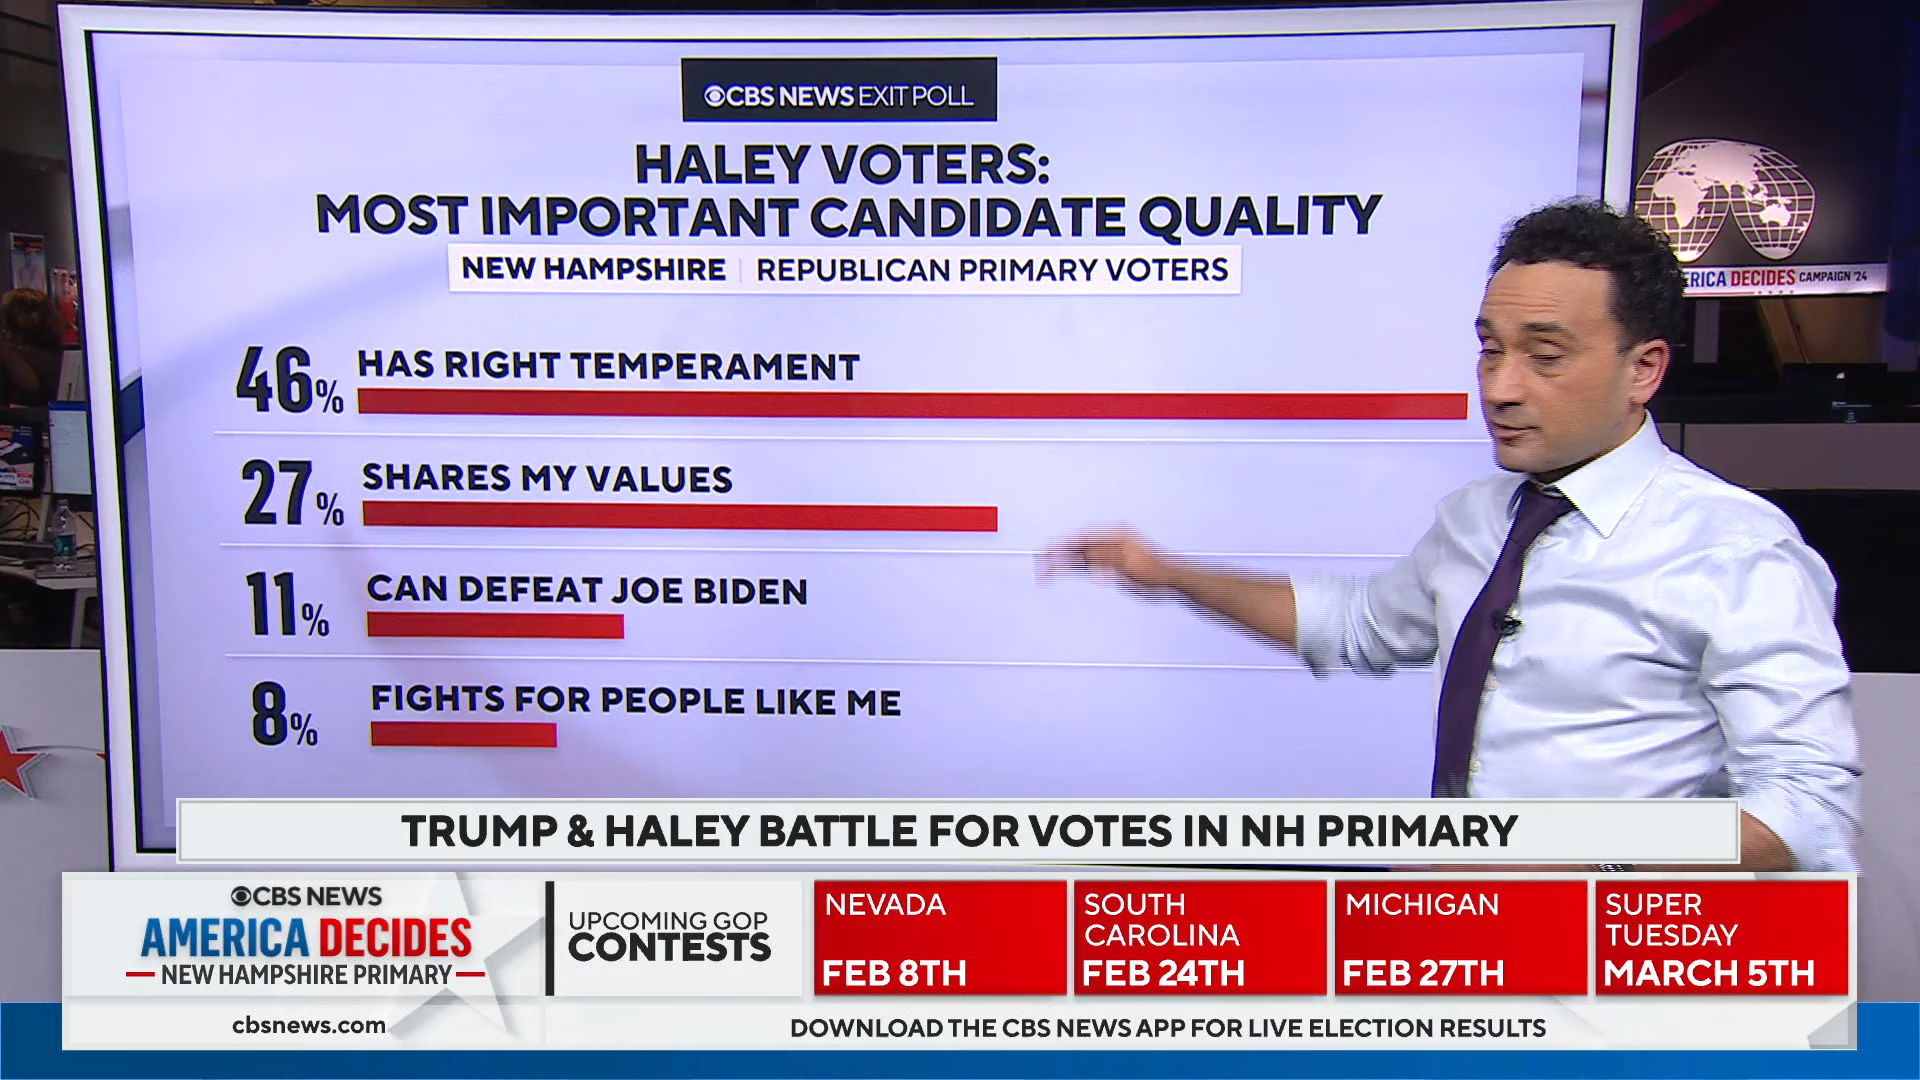 CBS NEWS EXIT POLL
HALEY VOTERS:
MOST IMPORTANT CANDIDATE QUALITY
NEW HAMPSHIRE | REPUBLICAN PRIMARY VOTERS
46% HAS RIGHT TEMPERAMENT
27% SHARES MY VALUES
11% CAN DEFEAT JOE BIDEN
8% FIGHTS FOR PEOPLE LIKE ME
ERICA DECIDES CAMPAIGN '24
TRUMP & HALEY BATTLE FOR VOTES IN NH PRIMARY
CBS NEWS
AMERICA DECIDES
NEW HAMPSHIRE PRIMARY
UPCOMING GOP
CONTESTS
NEVADA
FEB 8TH
SOUTH
CAROLINA
FEB 24TH
MICHIGAN
FEB 27TH
SUPER
TUESDAY
MARCH 5TH
cbsnews.com
DOWNLOAD THE CBS NEWS APP FOR LIVE ELECTION RESULTS